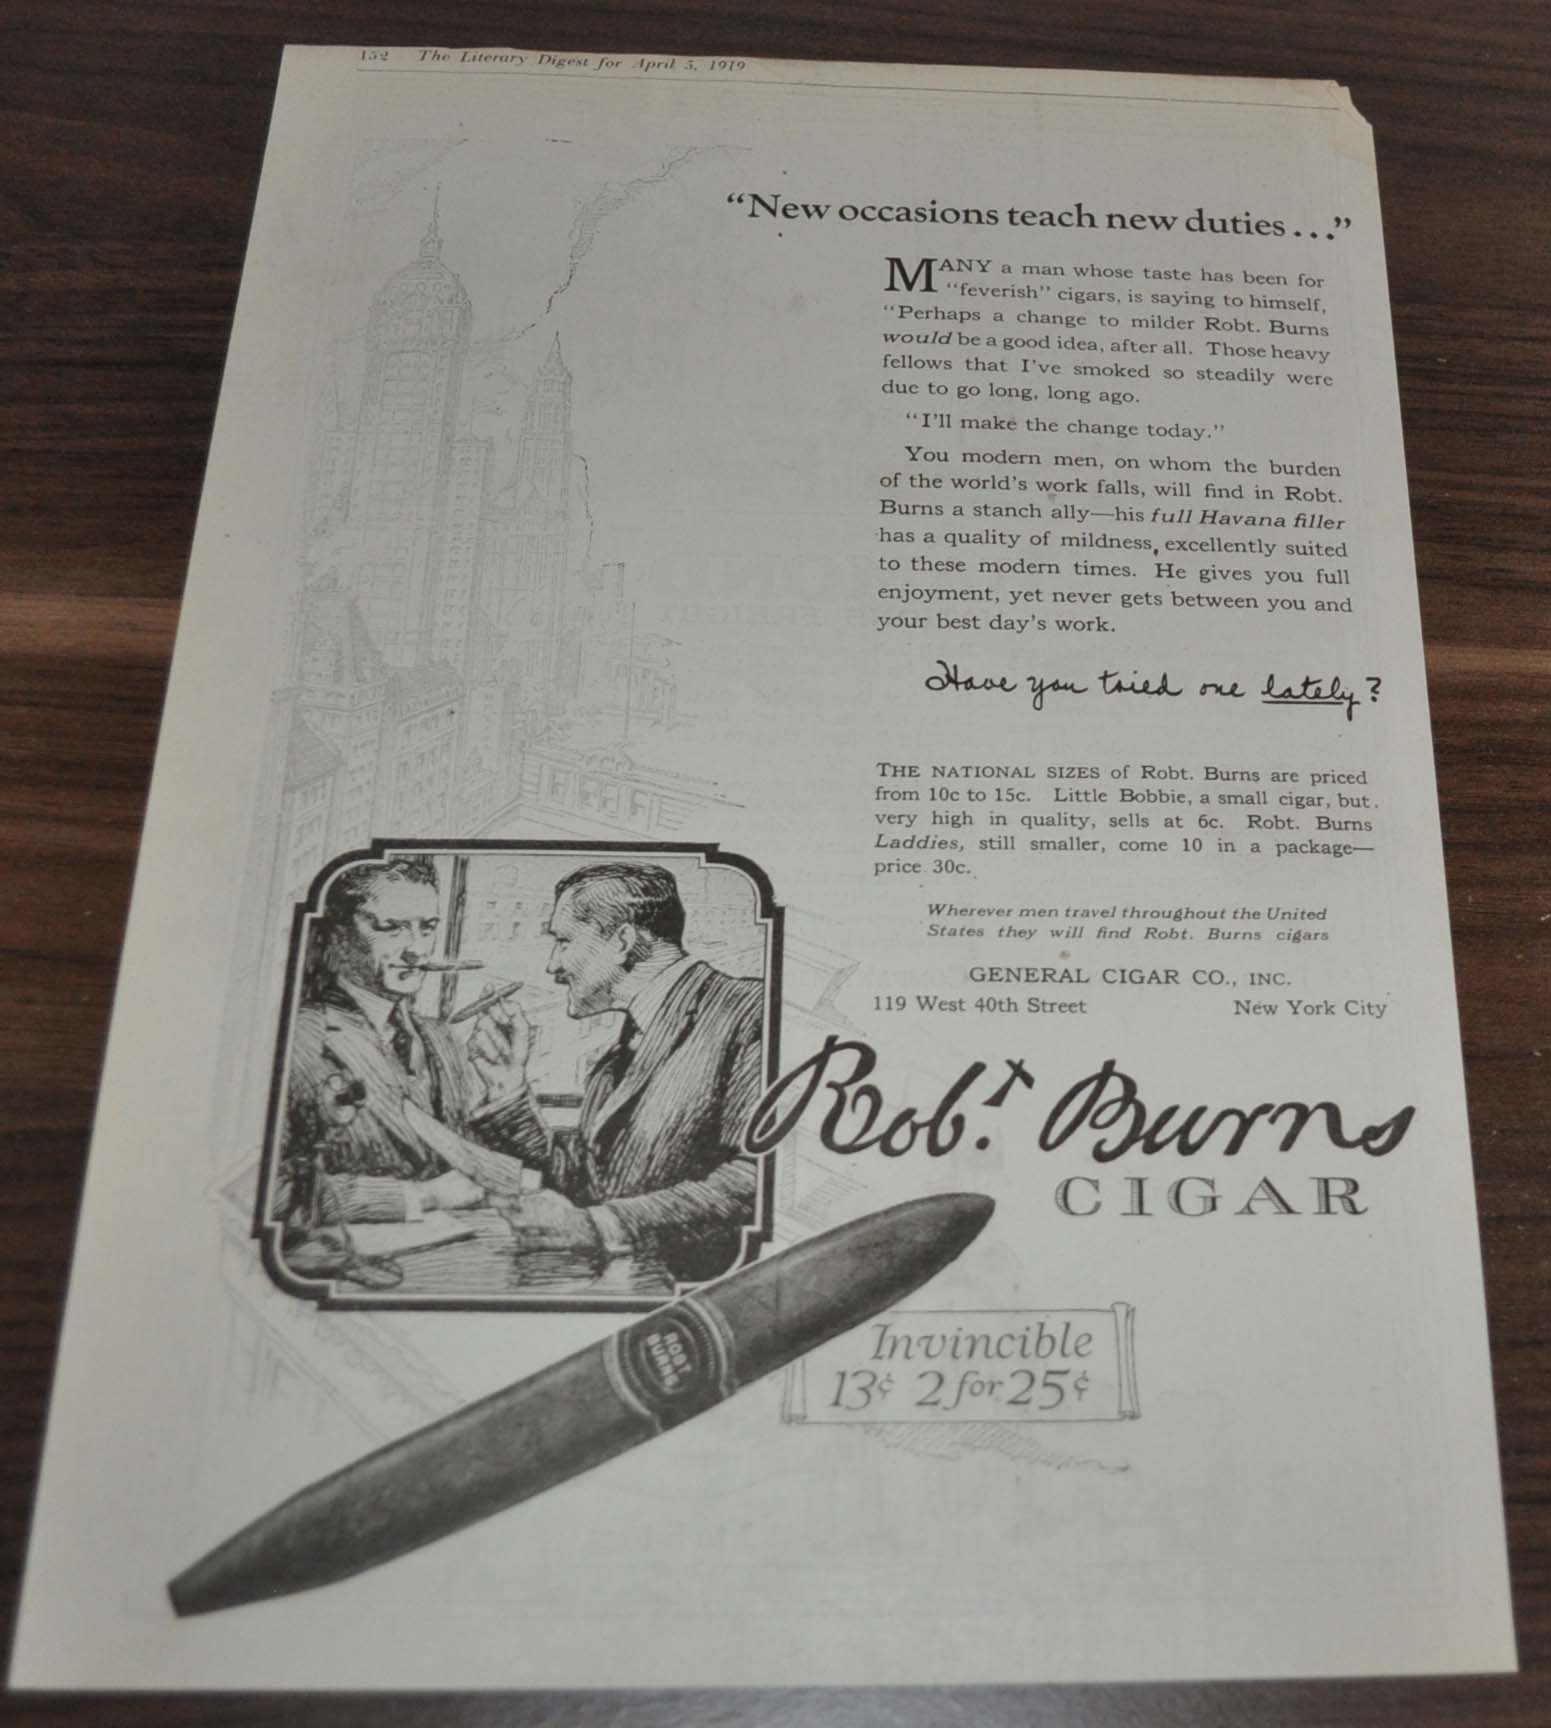 152 The Literary Digest for April 5, 1919
“New occasions teach new duties...”
MANY a man whose taste has been for
“feverish” cigars, is saying to himself,
“Perhaps a change to milder Robt. Burns
would be a good idea, after all. Those heavy
fellows that I've smoked so steadily were
due to go long, long ago.
“I'll make the change today.”
You modern men, on whom the burden
of the world's work falls, will find in Robt.
Burns a stanch ally—his full Havana filler
has a quality of mildness, excellently suited
to these modern times. He gives you full
enjoyment, yet never gets between you and
your best day's work.
Have you tried one lately?
THE NATIONAL SIZES of Robt. Burns are priced
from 10c to 15c. Little Bobbie, a small cigar, but
very high in quality, sells at 6c. Robt. Burns
Laddies, still smaller, come 10 in a package—
price 30c.
Wherever men travel throughout the United
States they will find Robt. Burns cigars
GENERAL CIGAR CO., INC.
119 West 40th Street New York City
Robt. Burns
CIGAR
ROBT.
BURNS
Invincible
13¢ 2 for 25¢